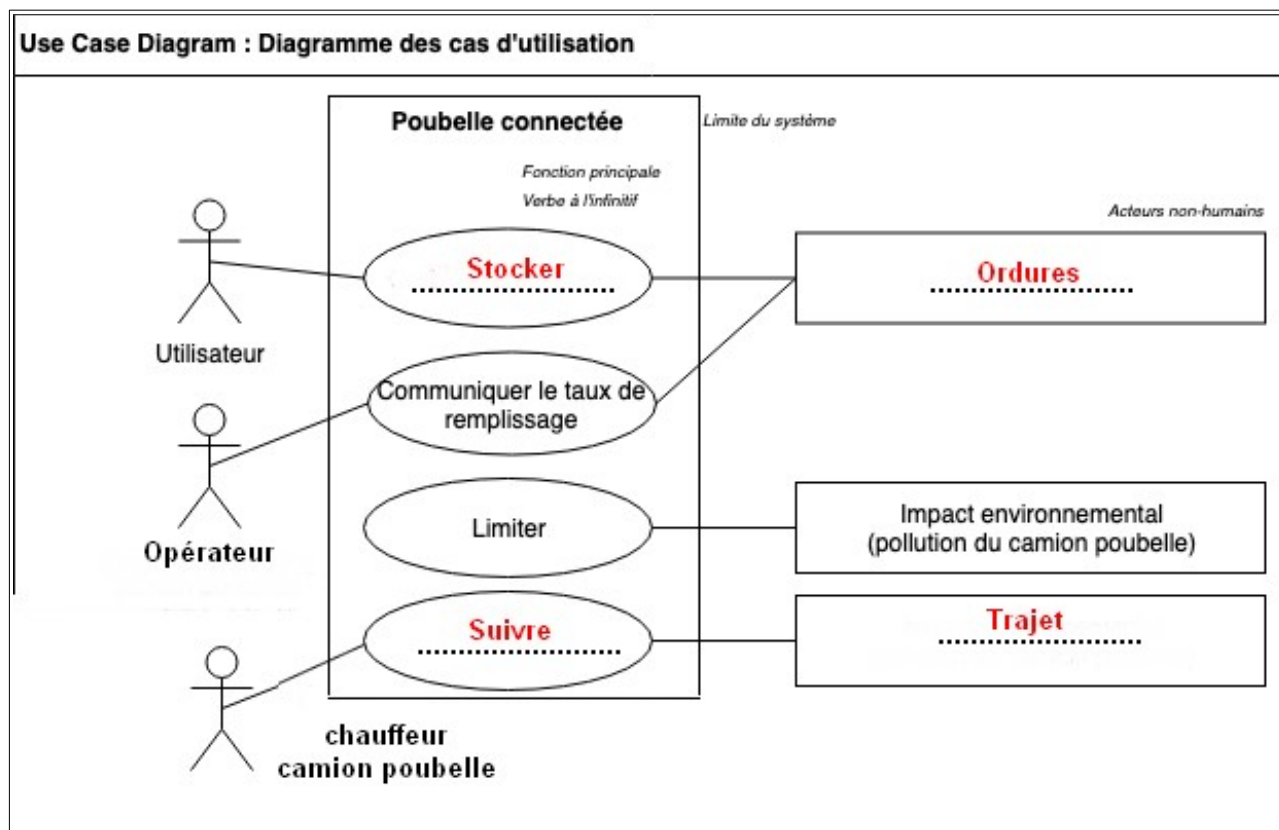 Use Case Diagram : Diagramme des cas d'utilisation
Poubelle connectée
Limite du système
Fonction principale
Verbe à l'infinitif
Acteurs non-humains
Stocker
Ordures
Utilisateur
Communiquer le taux de
remplissage
Opérateur
Limiter
Impact environnemental
(pollution du camion poubelle)
Suivre
Trajet
chauffeur
camion poubelle